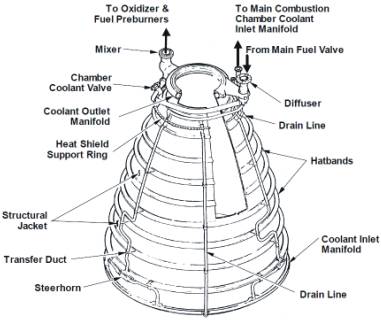 To Oxidizer &
Fuel Preburners
To Main Combustion
Chamber Coolant
Inlet Manifold
Mixer
From Main Fuel Valve
Chamber
Coolant Valve
Diffuser
Coolant Outlet
Manifold
Drain Line
Heat Shield
Support Ring
Hatbands
Structural
Jacket
Coolant Inlet
Manifold
Transfer Duct
Steerhorn
Drain Line